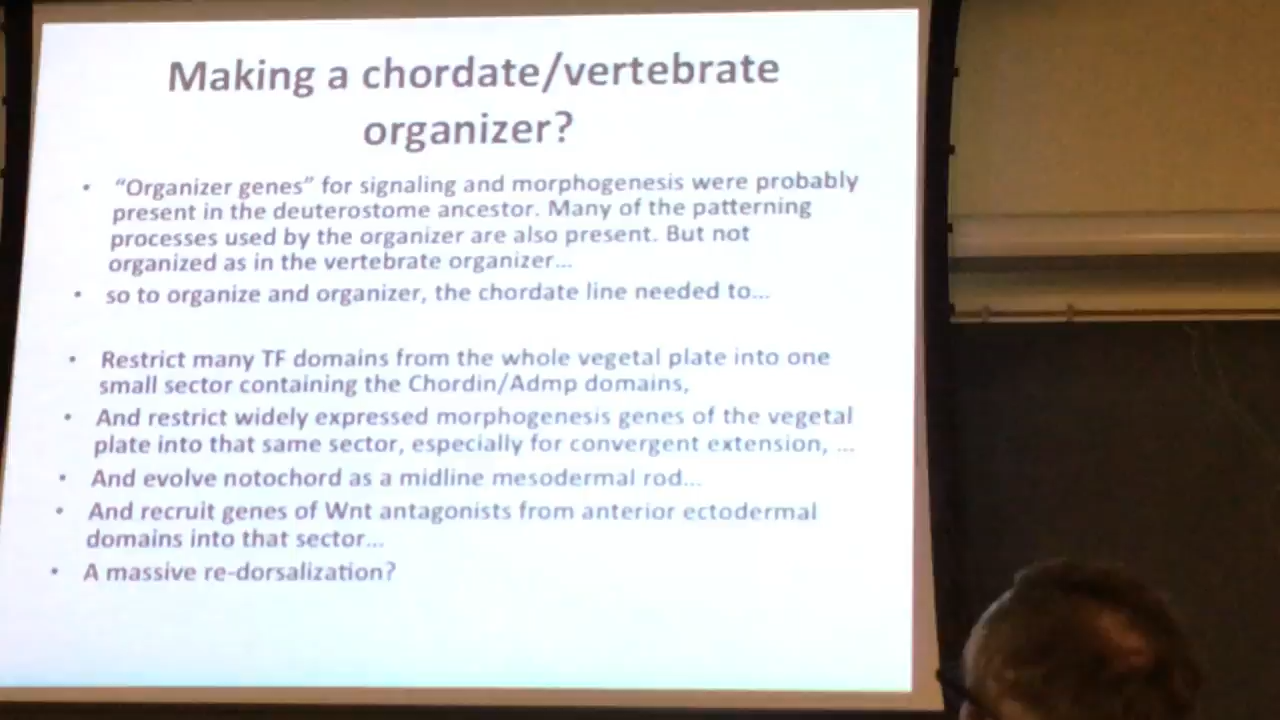 Making a chordate/vertebrate
organizer?
• “Organizer genes” for signaling and morphogenesis were probably
present in the deuterostome ancestor. Many of the patterning
processes used by the organizer are also present. But not
organized as in the vertebrate organizer...
• so to organize and organizer, the chordate line needed to...
• Restrict many TF domains from the whole vegetal plate into one
small sector containing the Chordin/Admp domains,
• And restrict widely expressed morphogenesis genes of the vegetal
plate into that same sector, especially for convergent extension, ...
• And evolve notochord as a midline mesodermal rod...
• And recruit genes of Wnt antagonists from anterior ectodermal
domains into that sector...
• A massive re-dorsalization?